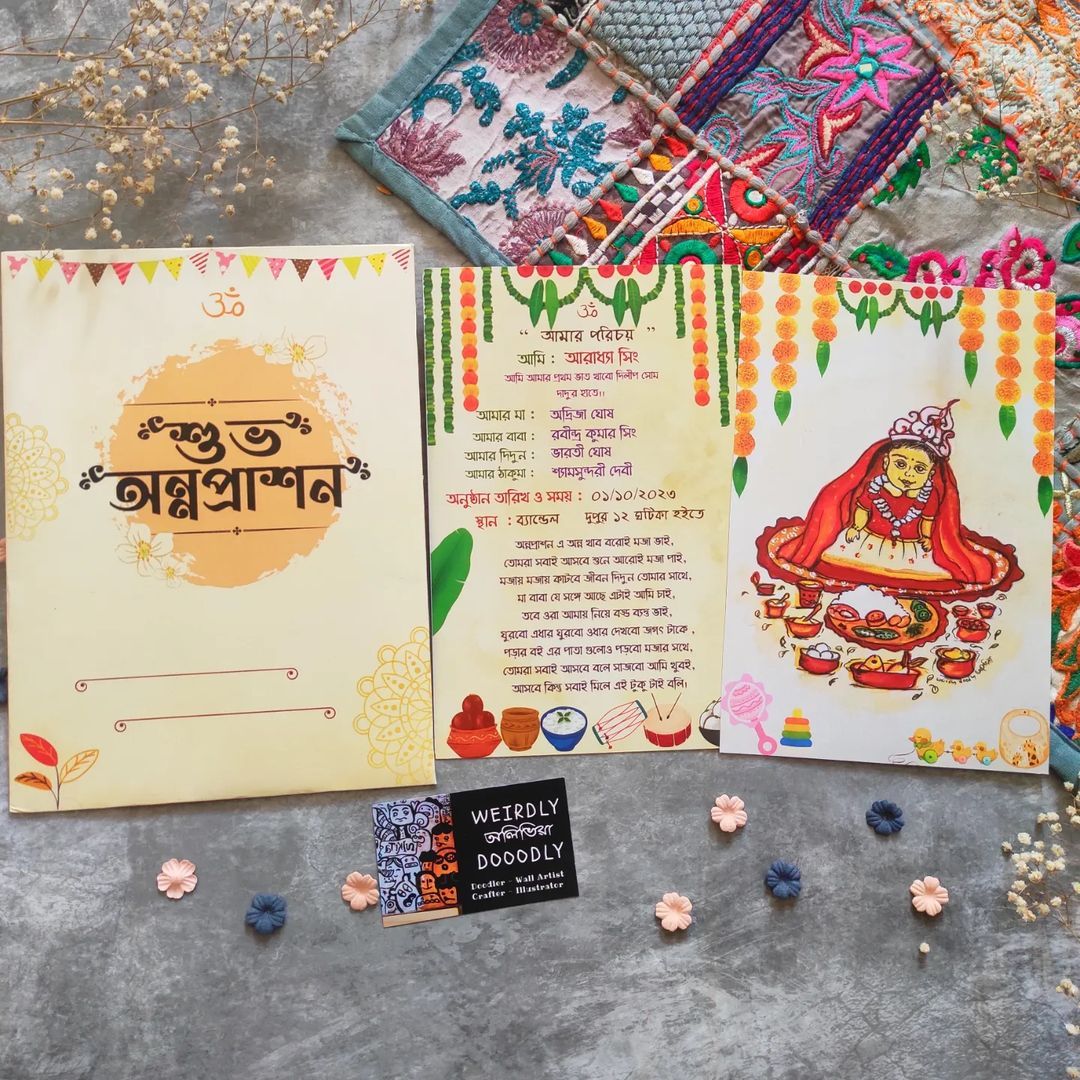 ॐ
শুভ
অন্নপ্রাশন
ॐ
“ আমার পরিচয় ”
আমি : আরাধ্যা সিং
আমি আমার প্রথম ভাত খাবো দিলীপ সোম
দাদুর হাতে।।
আমার মা : অদ্রিজা ঘোষ
আমার বাবা : রবীন্দ্র কুমার সিং
আমার দিদুন : ভারতী ঘোষ
আমার ঠাকুমা : শ্যামসুন্দরী দেবী
অনুষ্ঠান তারিখ ও সময় : ০১/১০/২০২৩
স্থান : ব্যান্ডেল দুপুর ১২ ঘটিকা হইতে
অন্নপ্রাশন এ অন্ন খাব বরোই মজা ভাই,
তোমরা সবাই আসবে শুনে আরোই মজা পাই,
মজায় মজায় কাটবে জীবন দিদুন তোমার সাথে,
মা বাবা যে সঙ্গে আছে এটাই আমি চাই,
তবে ওরা আমায় নিয়ে বড্ড ব্যস্ত ভাই,
ঘুরবো এধার ঘুরবো ওধার দেখবো জগৎ টাকে ,
পড়ার বই এর পাতা গুলোও পড়বো মজার সথে,
তোমরা সবাই আসবে বলে সাজবো আমি খুবই,
আসবে কিন্তু সবাই মিলে এই টুকু টাই বলি।
WEIRDLY
অলিভিয়া
DOOODLY
Doodler - Wall Artist
Crafter - Illustrator